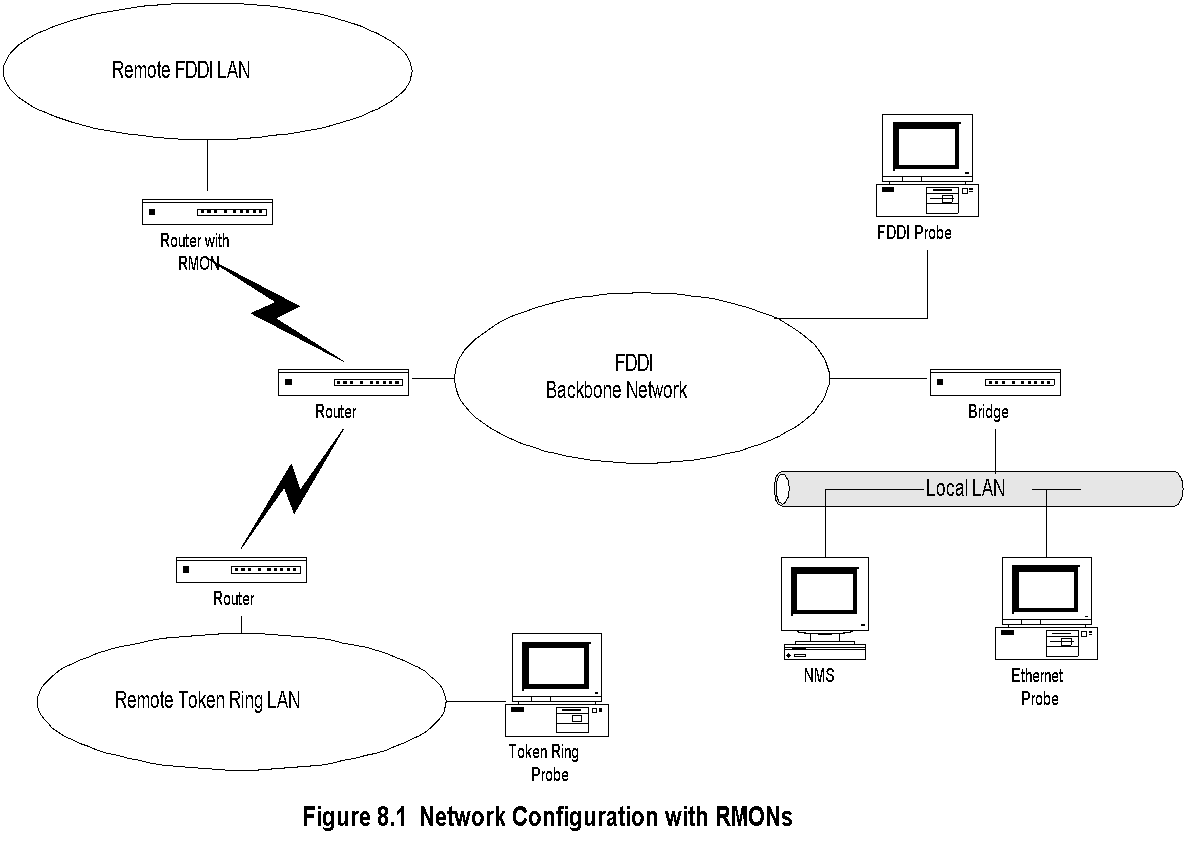 Remote FDDI LAN
Router with
RMON
FDDI Probe
FDDI
Backbone Network
Router
Bridge
Local LAN
Router
NMS
Ethernet
Probe
Remote Token Ring LAN
Token Ring
Probe
Figure 8.1 Network Configuration with RMONs